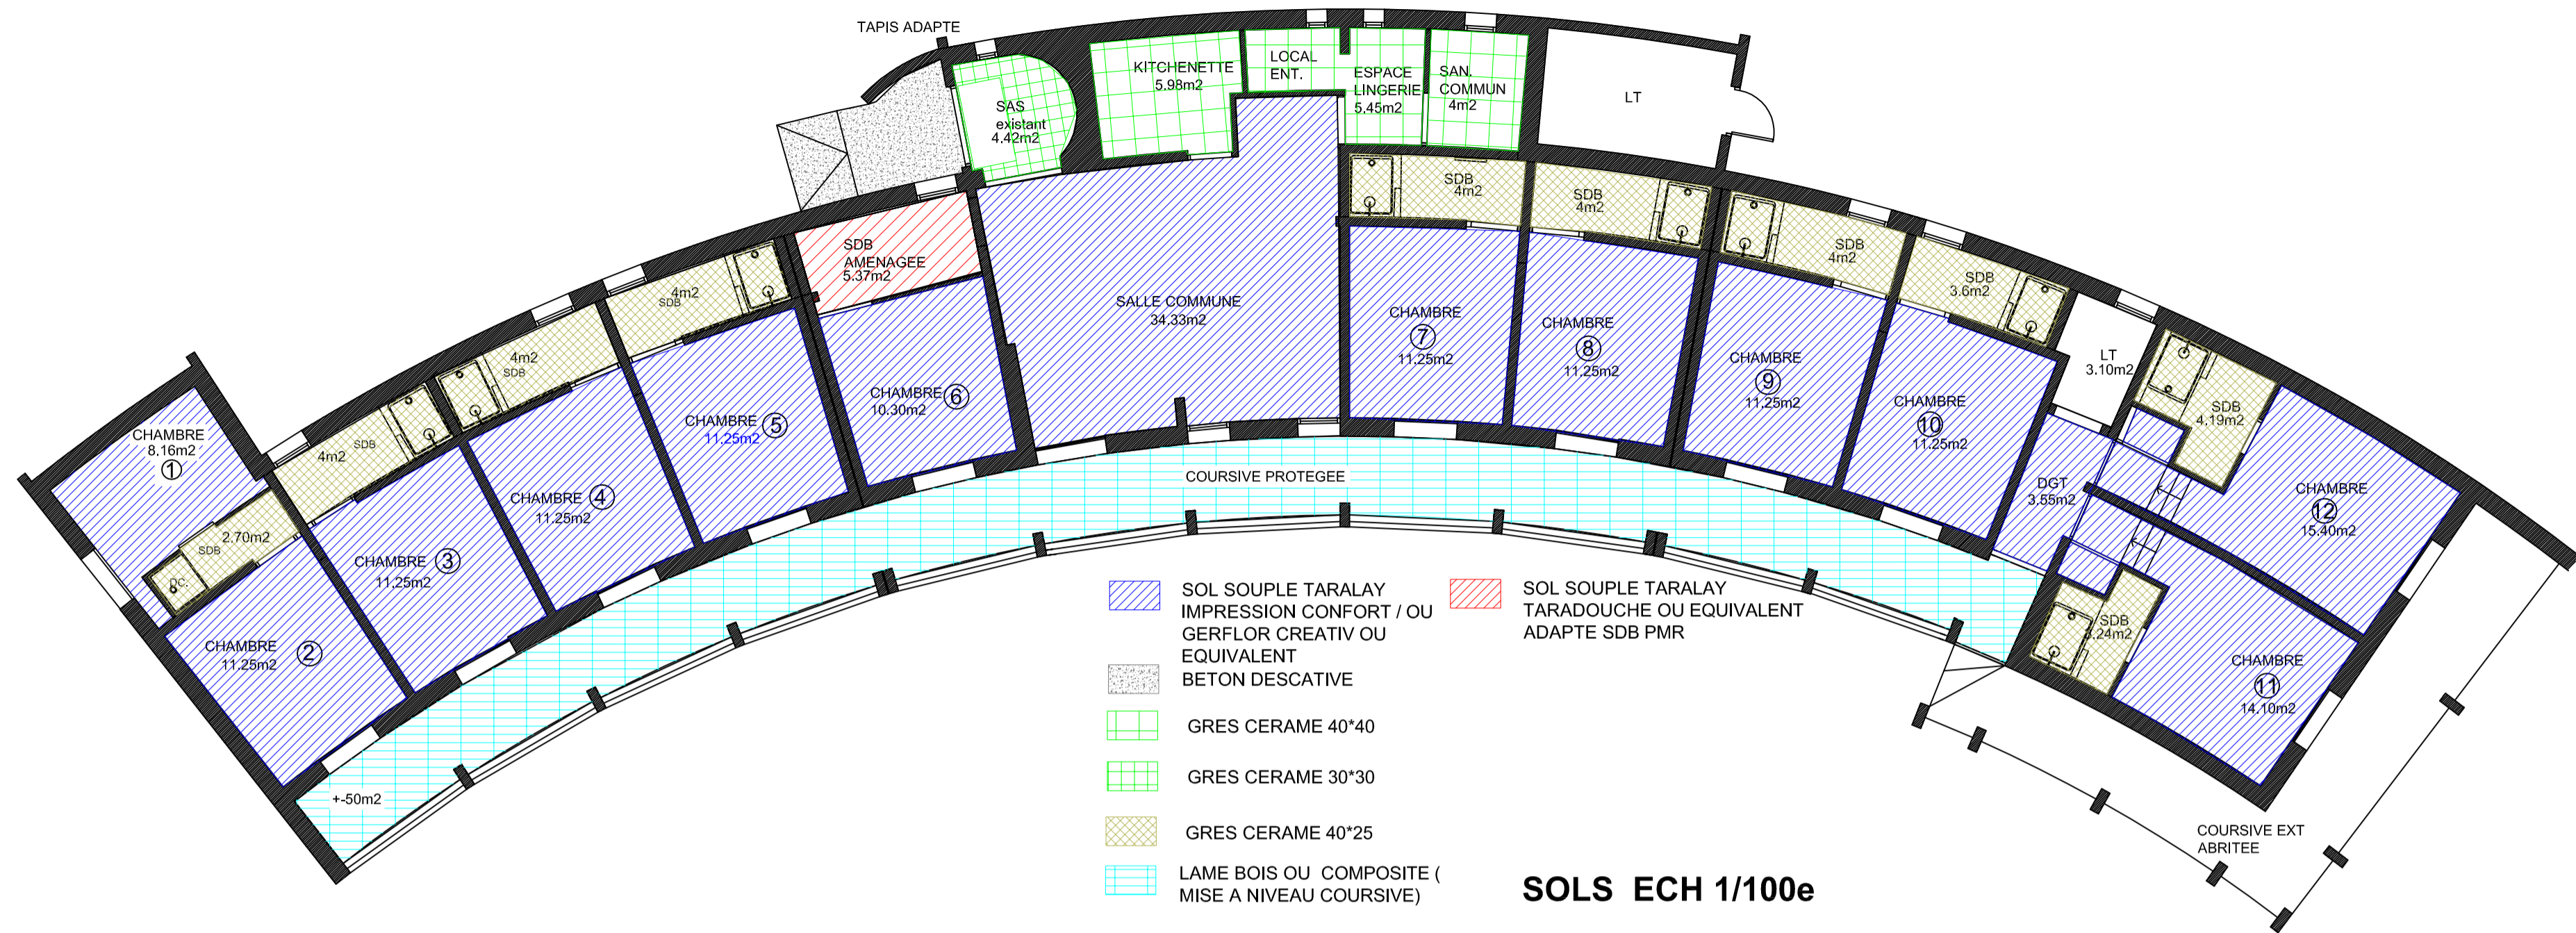 TAPIS ADAPTE
KITCHENETTE
5.98m2
LOCAL
ENT.
ESPACE
LINGERIE
5.45m2
SAN.
COMMUN
4m2
LT
SAS
existant
4.42m2
SDB
4m2
SDB
4m2
SDB
4m2
SDB
3.6m2
LT
3.10m2
SDB
4.19m2
SDB
AMENAGEE
5.37m2
4m2
SDB
4m2
SDB
4m2
SDB
2.70m2
SDB
DC.
CHAMBRE
8.16m2
1
CHAMBRE 2
11.25m2
CHAMBRE 3
11.25m2
CHAMBRE 4
11.25m2
CHAMBRE 5
11.25m2
CHAMBRE 6
10.30m2
SALLE COMMUNE
34.33m2
CHAMBRE
7
11.25m2
CHAMBRE
8
11.25m2
CHAMBRE
9
11.25m2
CHAMBRE
10
11.25m2
DGT
3.55m2
CHAMBRE
12
15.40m2
SDB
3.24m2
CHAMBRE
11
14.10m2
COURSIVE PROTEGEE
+-50m2
COURSIVE EXT
ABRITEE
SOL SOUPLE TARALAY
IMPRESSION CONFORT / OU
GERFLOR CREATIV OU
EQUIVALENT
SOL SOUPLE TARALAY
TARADOUCHE OU EQUIVALENT
ADAPTE SDB PMR
BETON DESCATIVE
GRES CERAME 40*40
GRES CERAME 30*30
GRES CERAME 40*25
LAME BOIS OU COMPOSITE (
MISE A NIVEAU COURSIVE)
SOLS ECH 1/100e